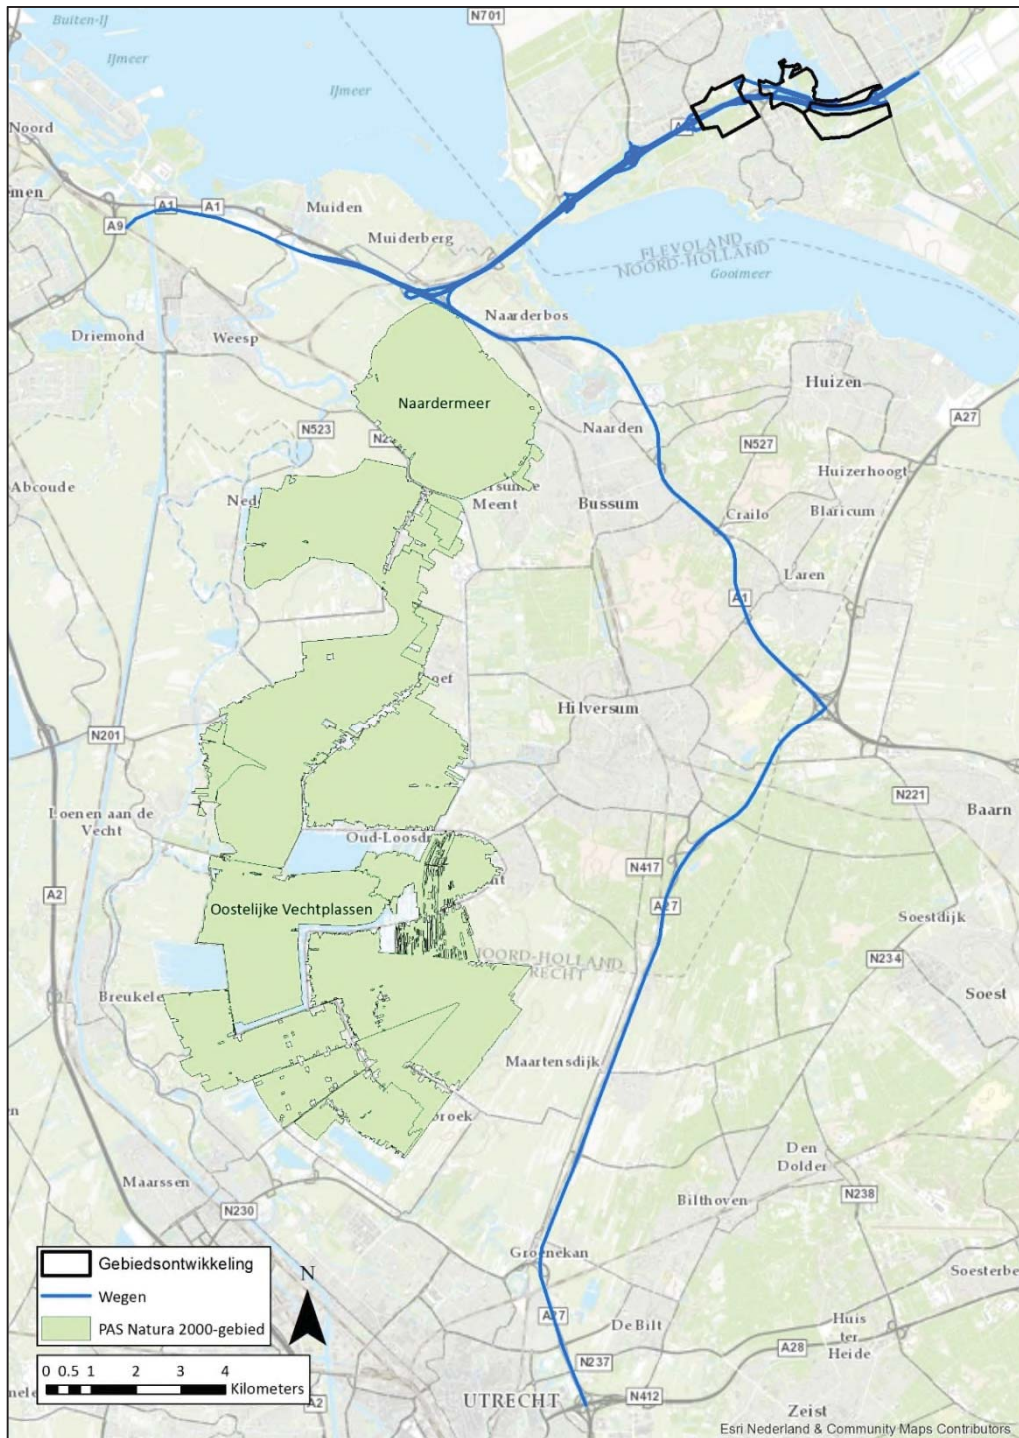 Buiten-IJ
N701
IJmeer
IJmeer
Noord
A1
A1
Muiden
A9
Muiderberg
FLEVOLAND
NOORD-HOLLAND
Gooimeer
Naarderbos
Driemond
Weesp
Huizen
Naardermeer
A27
N523
Naarden
N527
Huizerhoogt
Abcoude
Meent
Bussum
Crailo
Blaricum
Laren
A1
Hilversum
N201
N221
Loenen aan de
Vecht
Baarn
N417
A2
Oostelijke Vechtplassen
A27
Soestdijk
NOORD-HOLLAND
N234
Soest
Maartensdijk
Den
Dolder
Maarssen
Bilthoven
N238
N230
Groenekan
Gebiedsontwikkeling
N
Wegen
PAS Natura 2000-gebied
A27
De Bilt
Huis
ter
Heide
A28
N237
0 0.5 1 2 3 4
Kilometers
A2
UTRECHT
N412
Zeist
Esri Nederland & Community Maps Contributors